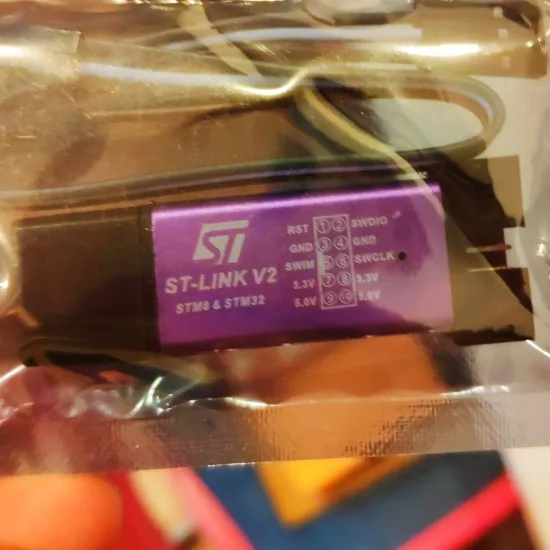 ST
ST-LINK V2
STM8 & STM32
RST 1 2 SWDIO
GND 3 4 GND
SWIM 5 6 SWCLK
3.3V 7 8 3.3V
5.0V 9 10 5.0V